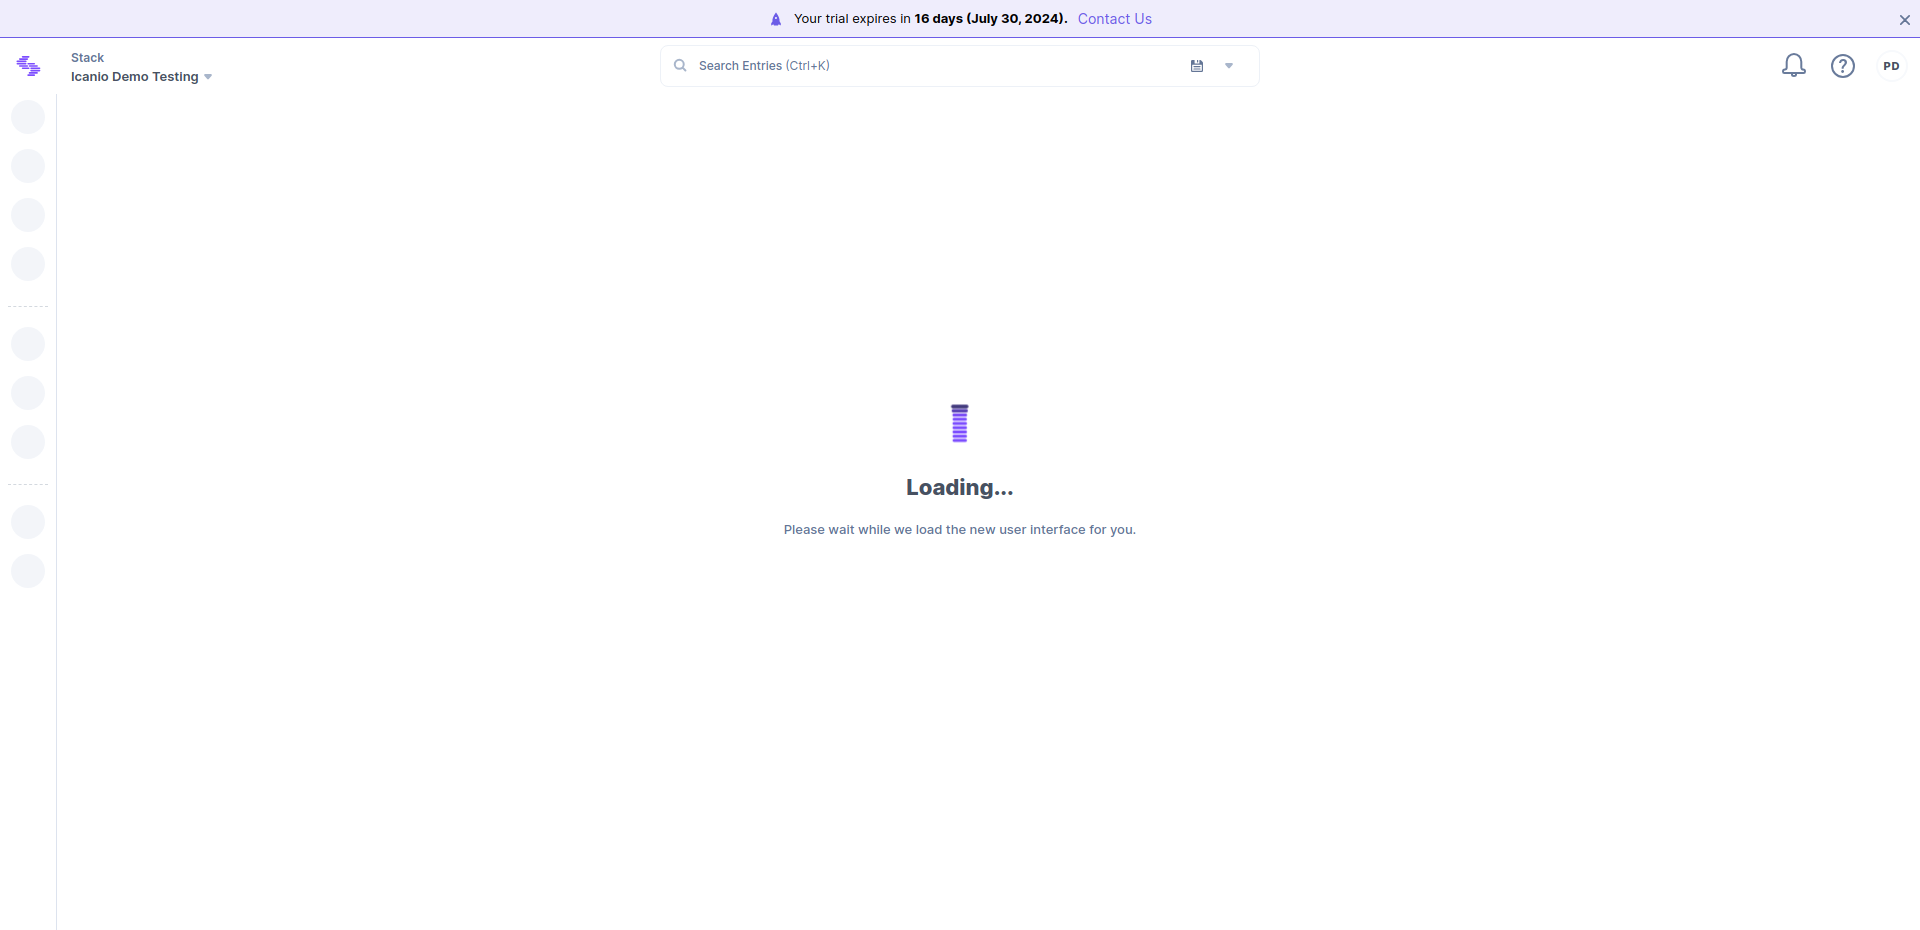 Your trial expires in 16 days (July 30, 2024). Contact Us
Stack
Icanio Demo Testing
Search Entries (Ctrl+K)
PD
Loading...
Please wait while we load the new user interface for you.